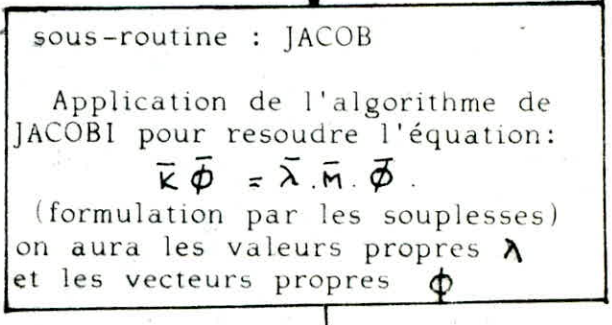 sous-routine : JACOB
Application de l'algorithme de
JACOBI pour resoudre l'équation:
K̄ ϕ̄ = λ̄.m̄.ϕ̄.
(formulation par les souplesses)
on aura les valeurs propres λ
et les vecteurs propres ϕ